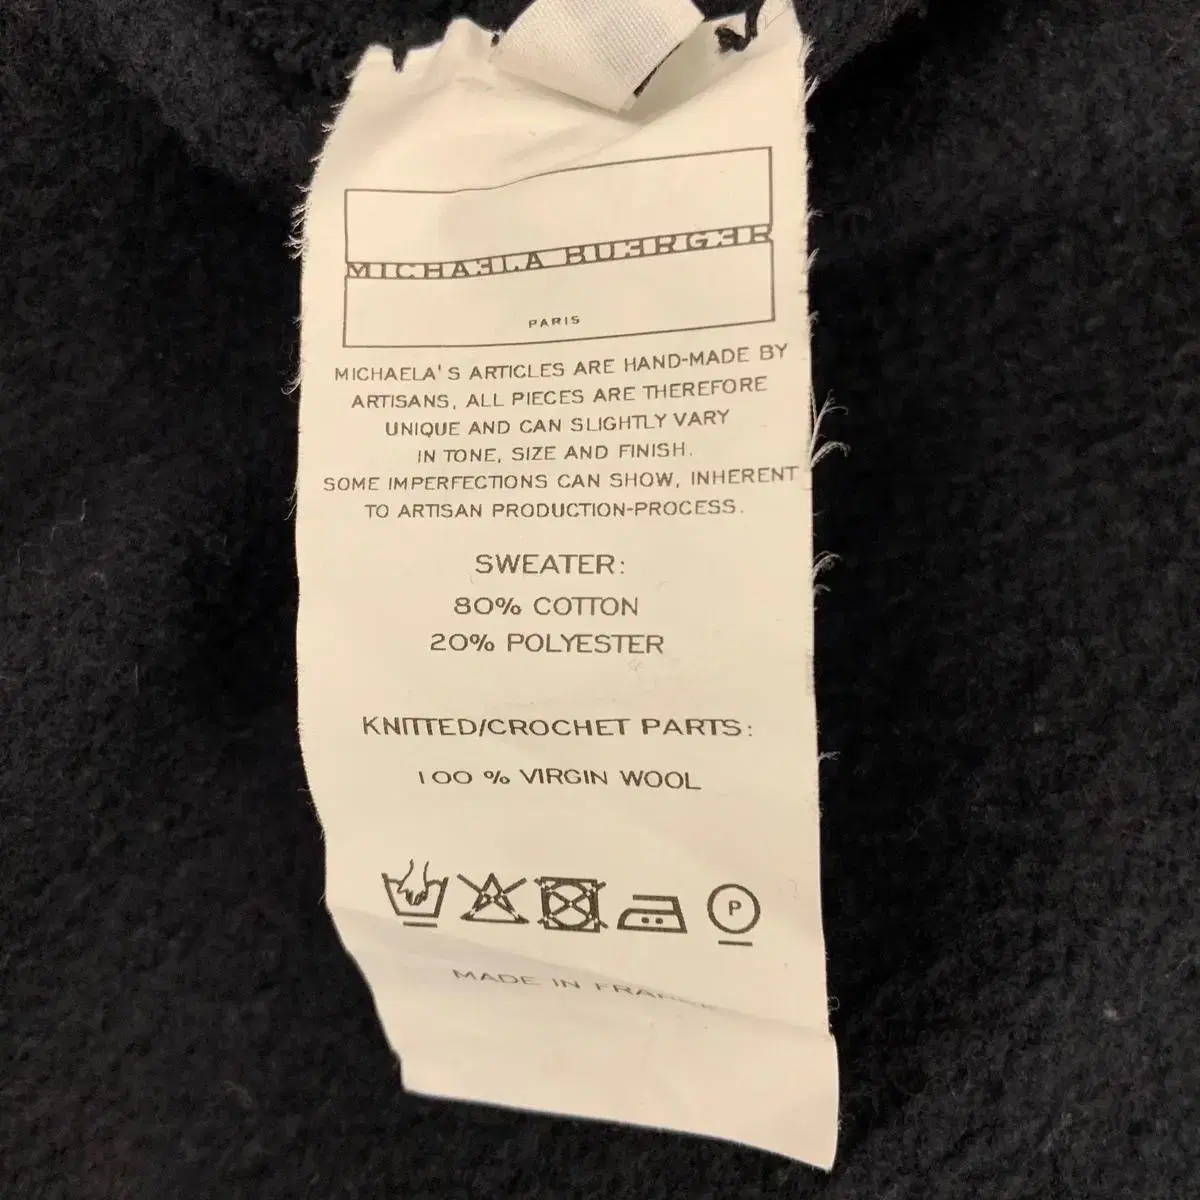 MICHAELA BUERGER
PARIS
MICHAELA'S ARTICLES ARE HAND-MADE BY
ARTISANS, ALL PIECES ARE THEREFORE
UNIQUE AND CAN SLIGHTLY VARY
IN TONE, SIZE AND FINISH.
SOME IMPERFECTIONS CAN SHOW, INHERENT
TO ARTISAN PRODUCTION-PROCESS.
SWEATER:
80% COTTON
20% POLYESTER
KNITTED/CROCHET PARTS:
100 % VIRGIN WOOL
P
MADE IN